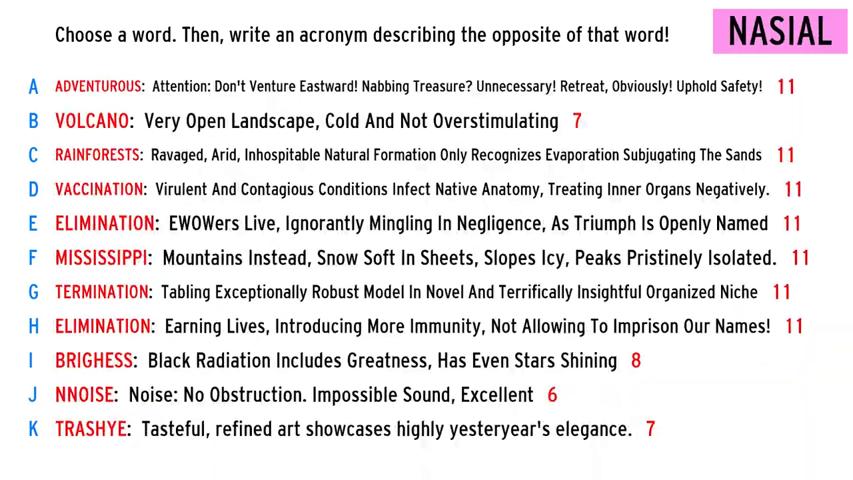 Choose a word. Then, write an acronym describing the opposite of that word!
NASIAL
A ADVENTUROUS: Attention: Don't Venture Eastward! Nabbing Treasure? Unnecessary! Retreat, Obviously! Uphold Safety! 11
B VOLCANO: Very Open Landscape, Cold And Not Overstimulating 7
C RAINFORESTS: Ravaged, Arid, Inhospitable Natural Formation Only Recognizes Evaporation Subjugating The Sands 11
D VACCINATION: Virulent And Contagious Conditions Infect Native Anatomy, Treating Inner Organs Negatively. 11
E ELIMINATION: EWOWers Live, Ignorantly Mingling In Negligence, As Triumph Is Openly Named 11
F MISSISSIPPI: Mountains Instead, Snow Soft In Sheets, Slopes Icy, Peaks Pristinely Isolated. 11
G TERMINATION: Tabling Exceptionally Robust Model In Novel And Terrifically Insightful Organized Niche 11
H ELIMINATION: Earning Lives, Introducing More Immunity, Not Allowing To Imprison Our Names! 11
I BRIGHESS: Black Radiation Includes Greatness, Has Even Stars Shining 8
J NNOISE: Noise: No Obstruction. Impossible Sound, Excellent 6
K TRASHYE: Tasteful, refined art showcases highly yesteryear's elegance. 7